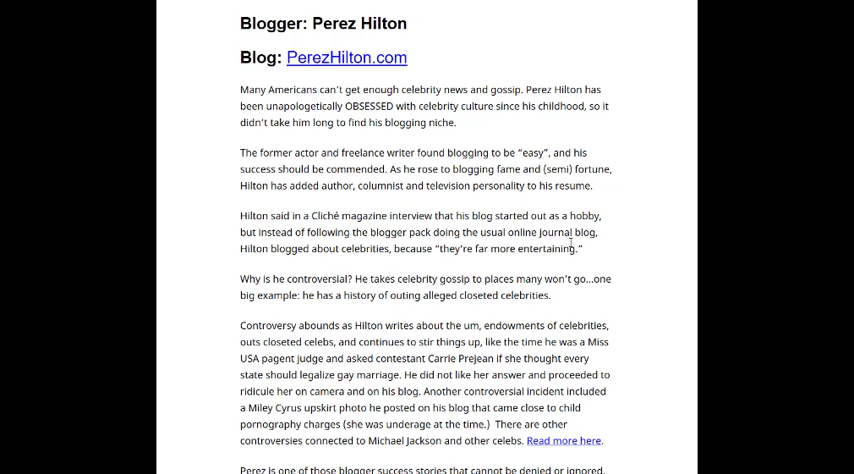 Blogger: Perez Hilton
Blog: PerezHilton.com
Many Americans can't get enough celebrity news and gossip. Perez Hilton has
been unapologetically OBSESSED with celebrity culture since his childhood, so it
didn't take him long to find his blogging niche.
The former actor and freelance writer found blogging to be “easy”, and his
success should be commended. As he rose to blogging fame and (semi) fortune,
Hilton has added author, columnist and television personality to his resume.
Hilton said in a Cliché magazine interview that his blog started out as a hobby,
but instead of following the blogger pack doing the usual online journal blog,
Hilton blogged about celebrities, because “they’re far more entertaining.”
Why is he controversial? He takes celebrity gossip to places many won’t go…one
big example: he has a history of outing alleged closeted celebrities.
Controversy abounds as Hilton writes about the um, endowments of celebrities,
outs closeted celebs, and continues to stir things up, like the time he was a Miss
USA pagent judge and asked contestant Carrie Prejean if she thought every
state should legalize gay marriage. He did not like her answer and proceeded to
ridicule her on camera and on his blog. Another controversial incident included
a Miley Cyrus upskirt photo he posted on his blog that came close to child
pornography charges (she was underage at the time.) There are other
controversies connected to Michael Jackson and other celebs. Read more here.
Perez is one of those blogger success stories that cannot be denied or ignored.